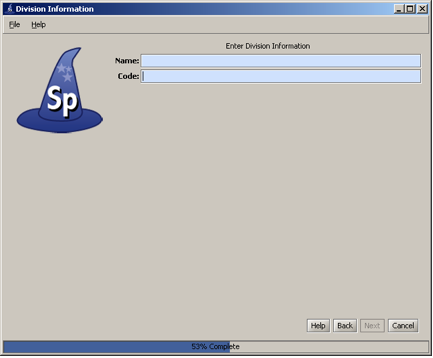 Division Information
File Help
Enter Division Information
Name:
Code:
Sp
Help Back Next Cancel
53% Complete